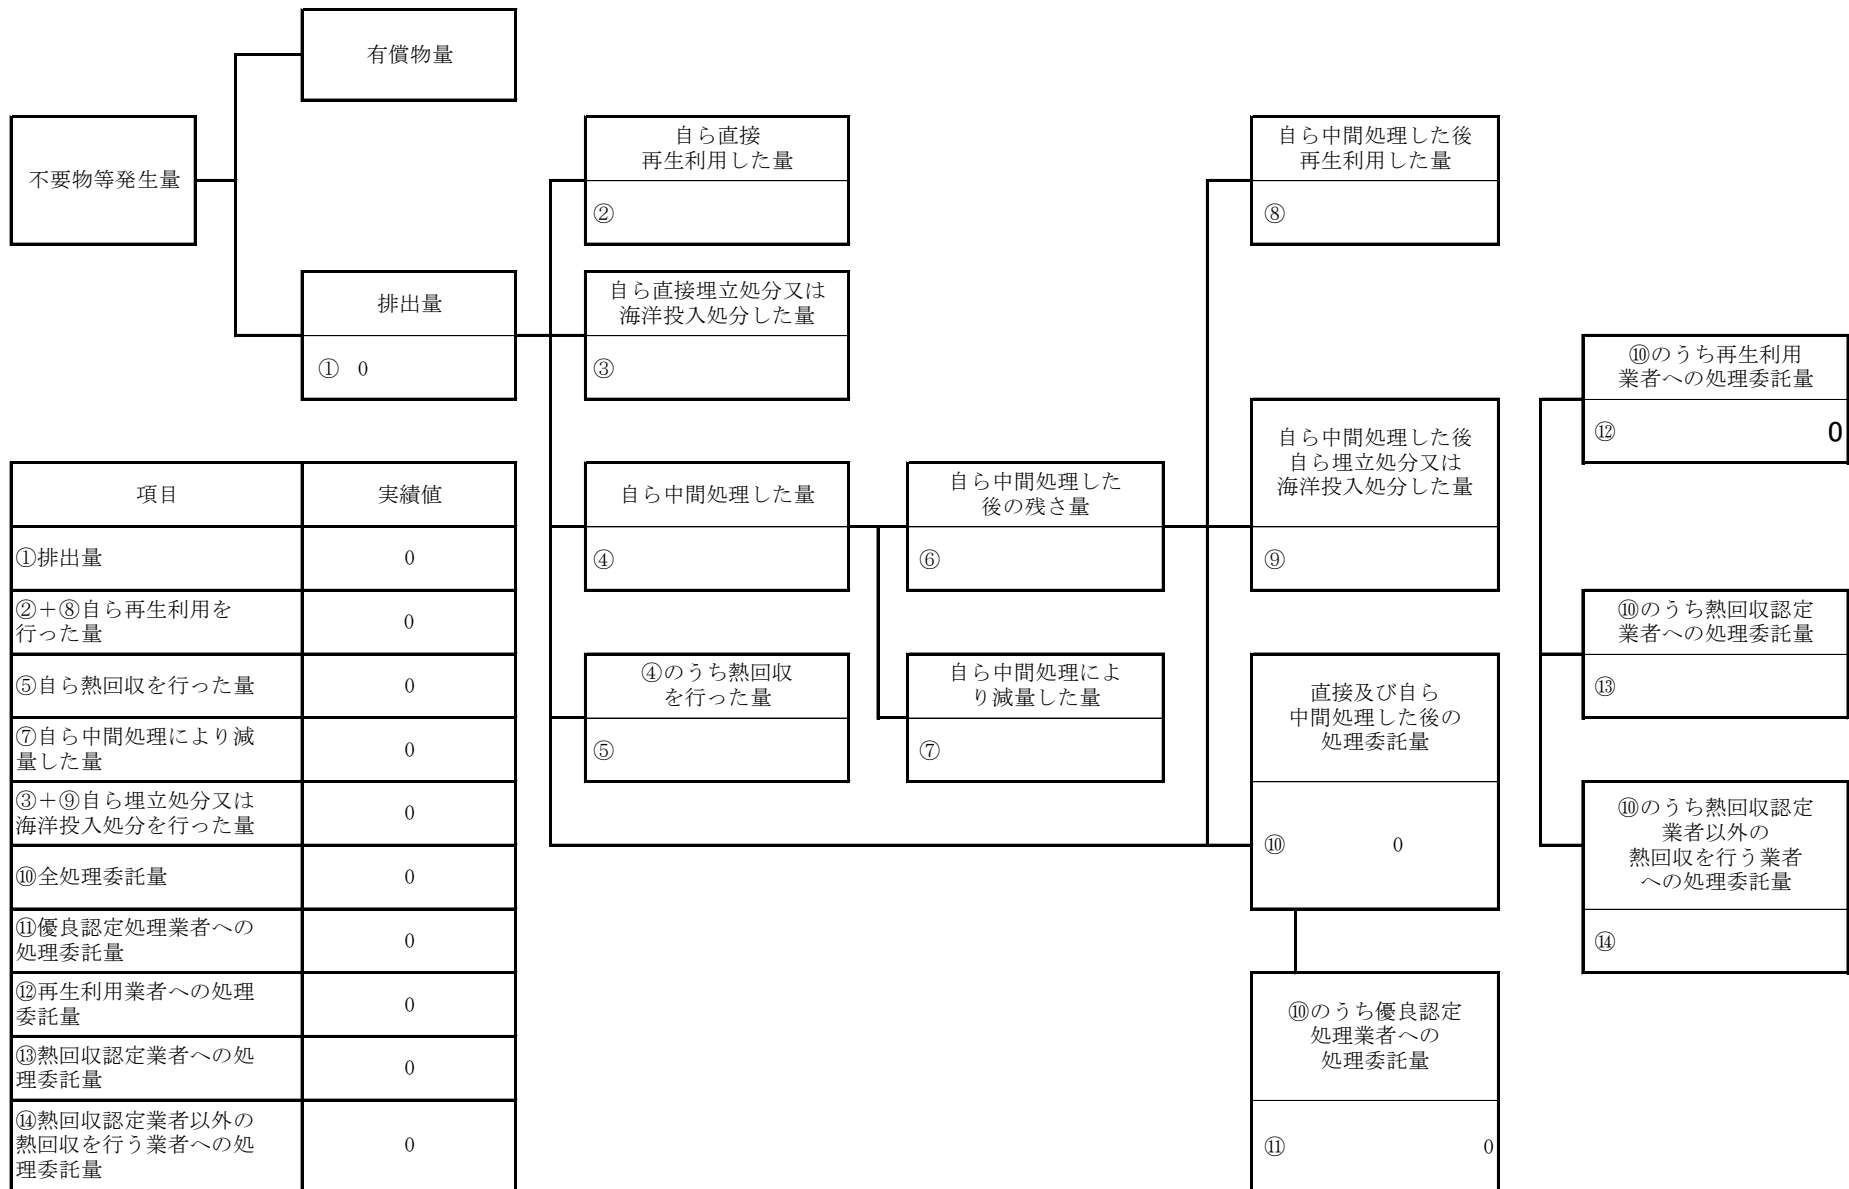 有償物量
不要物等発生量
排出量
① 0
自ら直接
再生利用した量
②
自ら直接埋立処分又は
海洋投入処分した量
③
自ら中間処理した量
④
④のうち熱回収
を行った量
⑤
自ら中間処理した
後の残さ量
⑥
自ら中間処理によ
り減量した量
⑦
自ら中間処理した後
再生利用した量
⑧
自ら中間処理した後
自ら埋立処分又は
海洋投入処分した量
⑨
直接及び自ら
中間処理した後の
処理委託量
⑩ 0
⑩のうち優良認定
処理業者への
処理委託量
⑪ 0
⑩のうち再生利用
業者への処理委託量
⑫ 0
⑩のうち熱回収認定
業者への処理委託量
⑬
⑩のうち熱回収認定
業者以外の
熱回収を行う業者
への処理委託量
⑭
項目 実績値
①排出量 0
②＋⑧自ら再生利用を
行った量 0
⑤自ら熱回収を行った量 0
⑦自ら中間処理により減
量した量 0
③＋⑨自ら埋立処分又は
海洋投入処分を行った量 0
⑩全処理委託量 0
⑪優良認定処理業者への
処理委託量 0
⑫再生利用業者への処理
委託量 0
⑬熱回収認定業者への処
理委託量 0
⑭熱回収認定業者以外の
熱回収を行う業者への処 0
理委託量